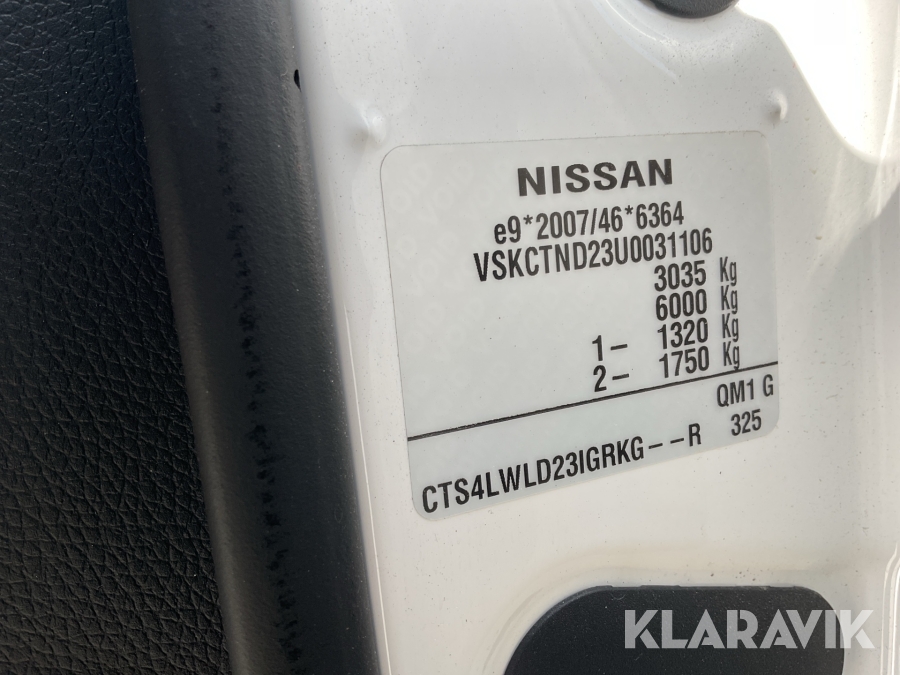 NISSAN
e9*2007/46*6364
VSKCTND23U0031106
3035 Kg
6000 Kg
1- 1320 Kg
2- 1750 Kg
QM1 G
CTS4LWLD23IGRKG--R 325
KLARAVIK